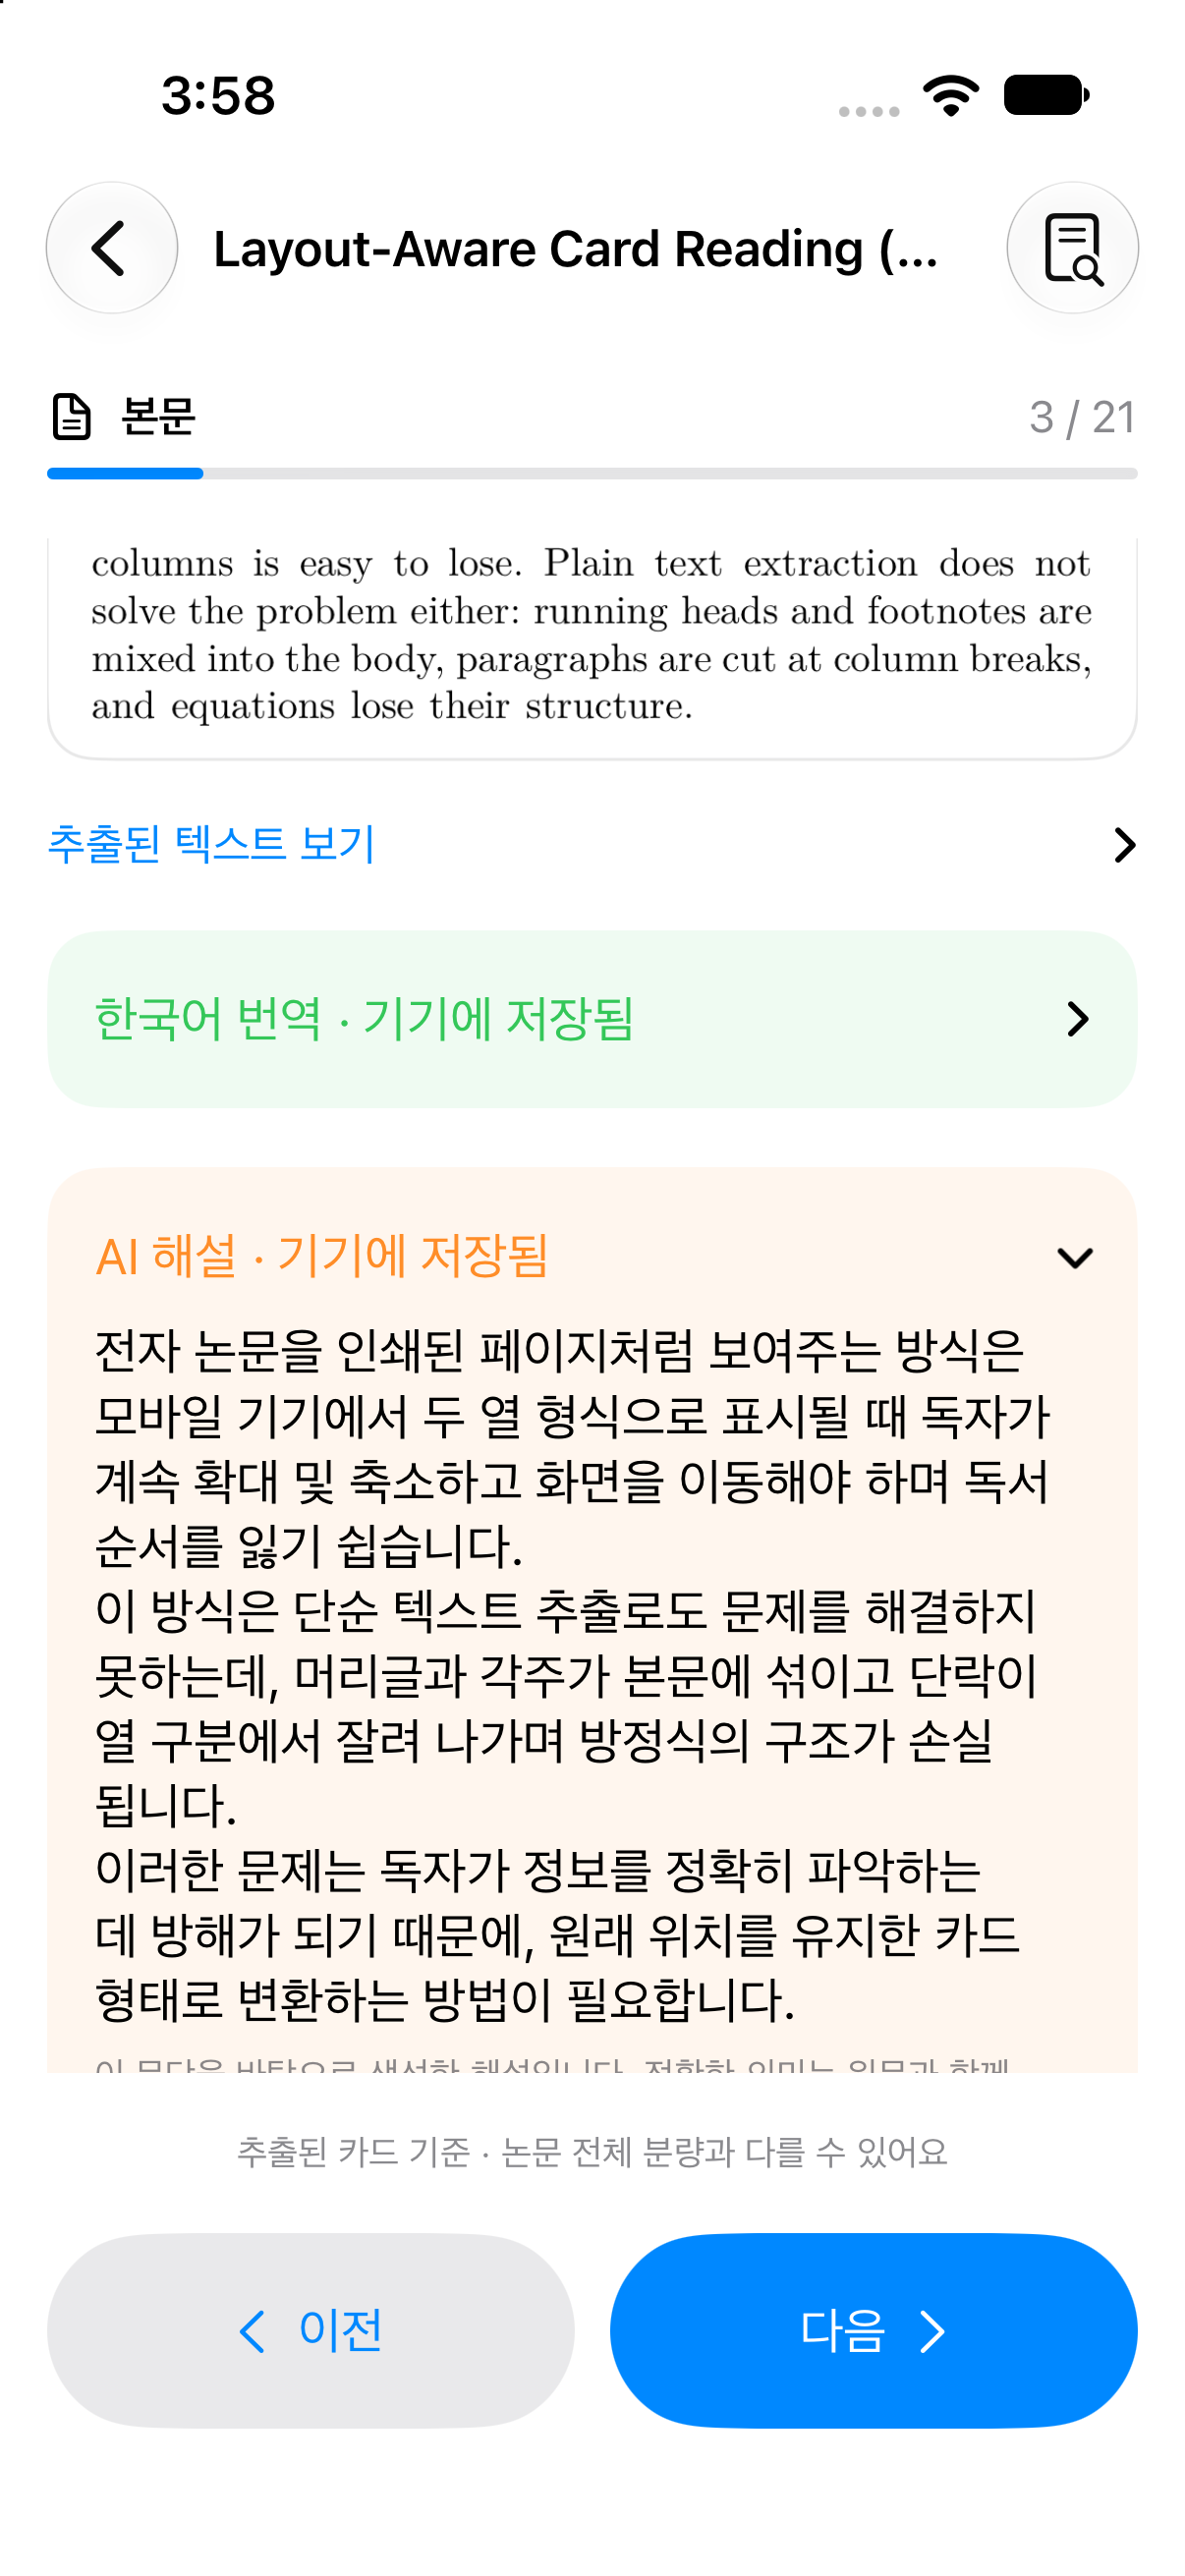 3:58
Layout-Aware Card Reading (...
본문
3 / 21
columns is easy to lose. Plain text extraction does not
solve the problem either: running heads and footnotes are
mixed into the body, paragraphs are cut at column breaks,
and equations lose their structure.
추출된 텍스트 보기
한국어 번역 · 기기에 저장됨
AI 해설 · 기기에 저장됨
전자 논문을 인쇄된 페이지처럼 보여주는 방식은
모바일 기기에서 두 열 형식으로 표시될 때 독자가
계속 확대 및 축소하고 화면을 이동해야 하며 독서
순서를 잃기 쉽습니다.
이 방식은 단순 텍스트 추출로도 문제를 해결하지
못하는데, 머리글과 각주가 본문에 섞이고 단락이
열 구분에서 잘려 나가며 방정식의 구조가 손실
됩니다.
이러한 문제는 독자가 정보를 정확히 파악하는
데 방해가 되기 때문에, 원래 위치를 유지한 카드
형태로 변환하는 방법이 필요합니다.
추출된 카드 기준 · 논문 전체 분량과 다를 수 있어요
이전
다음